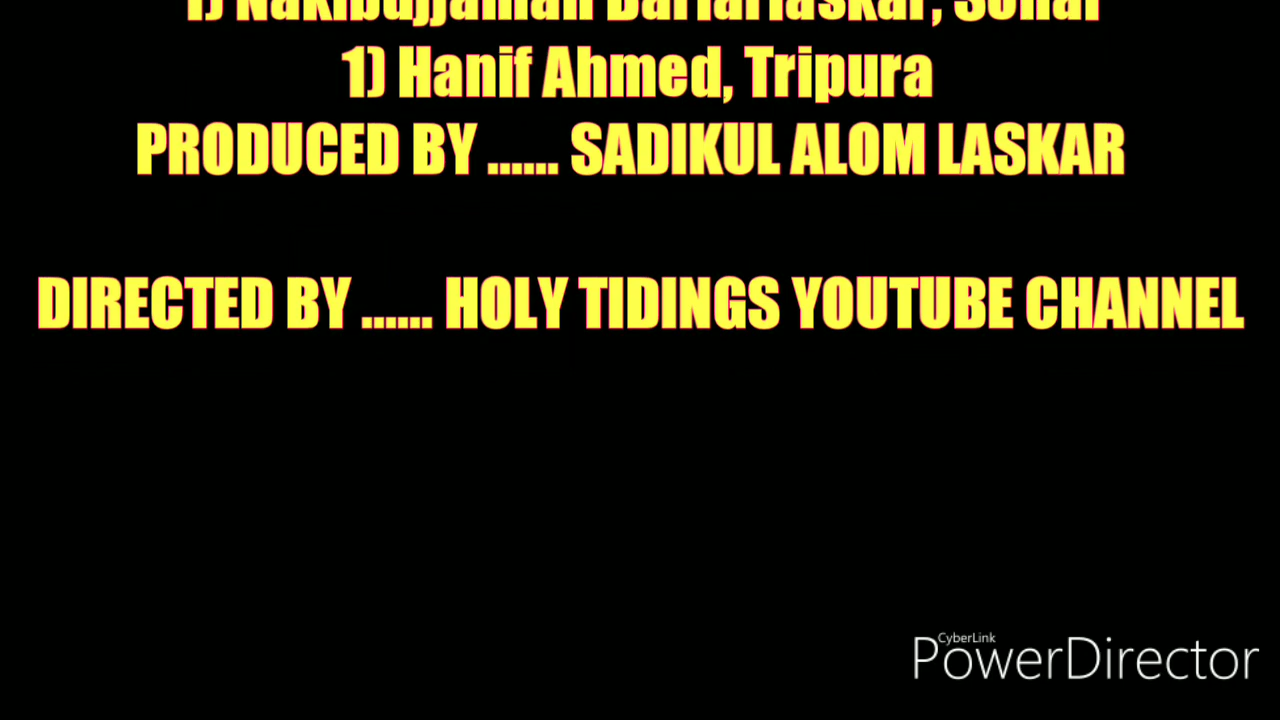 1) Hanif Ahmed, Tripura
PRODUCED BY ...... SADIKUL ALOM LASKAR
DIRECTED BY ...... HOLY TIDINGS YOUTUBE CHANNEL
CyberLink
PowerDirector